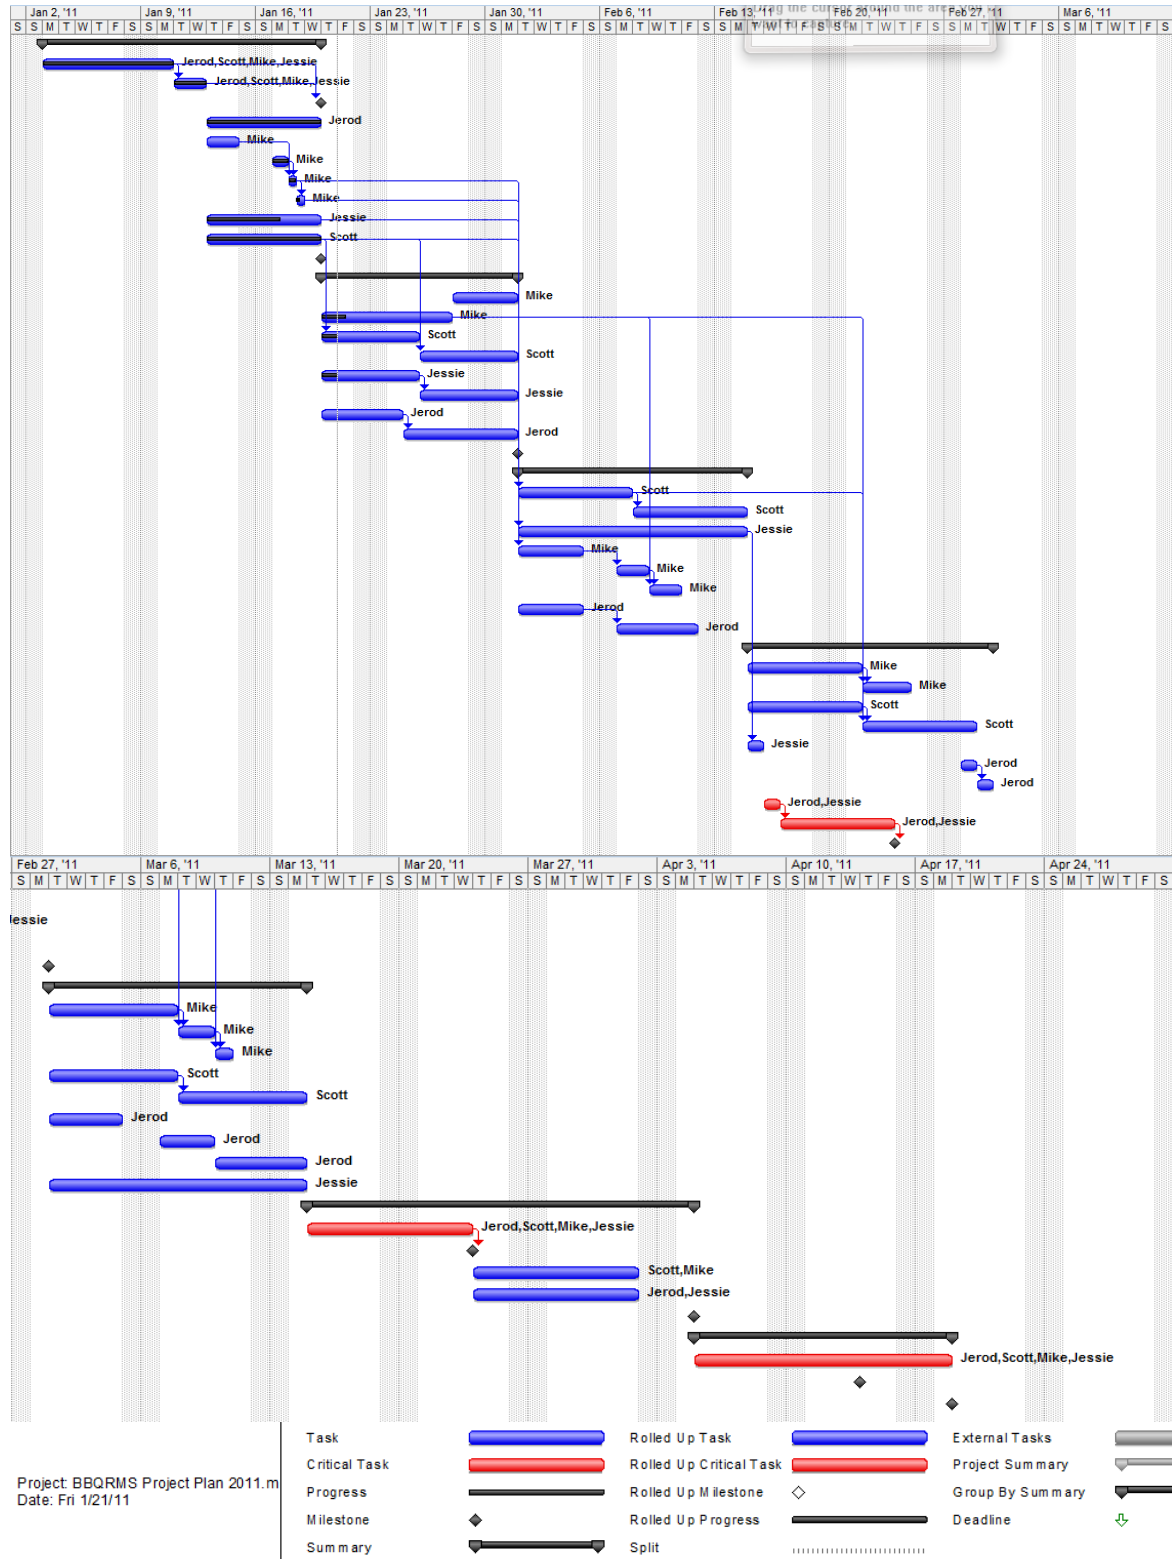 Jan 2, '11 Jan 9, '11 Jan 16, '11 Jan 23, '11 Jan 30, '11 Feb 6, '11 Feb 13, '11 Feb 20, '11 Feb 27, '11 Mar 6, '11
S S M T W T F S S M T W T F S S M T W T F S S M T W T F S S M T W T F S S M T W T F S S M T W T F S S M T W T F S S M T W T F S S M T W T F S
Jerod,Scott,Mike,Jessie
Jerod,Scott,Mike,Jessie
Jerod
Mike
Mike
Mike
Mike
Jessie
Scott
Mike
Mike
Scott
Scott
Jessie
Jessie
Jerod
Jerod
Scott
Scott
Jessie
Mike
Mike
Mike
Jerod
Jerod
Mike
Mike
Scott
Scott
Jessie
Jerod
Jerod
Jerod,Jessie
Jerod,Jessie
Feb 27, '11 Mar 6, '11 Mar 13, '11 Mar 20, '11 Mar 27, '11 Apr 3, '11 Apr 10, '11 Apr 17, '11 Apr 24, '11
S M T W T F S S M T W T F S S M T W T F S S M T W T F S S M T W T F S S M T W T F S S M T W T F S S M T W T F S S M T W T F S
Jessie
Mike
Mike
Mike
Scott
Scott
Jerod
Jerod
Jerod
Jessie
Jerod,Scott,Mike,Jessie
Scott,Mike
Jerod,Jessie
Jerod,Scott,Mike,Jessie
Project: BBQRMS Project Plan 2011.m
Date: Fri 1/21/11
Task Rolled Up Task External Tasks
Critical Task Rolled Up Critical Task Project Summary
Progress Rolled Up Milestone Group By Summary
Milestone Rolled Up Progress Deadline
Summary Split